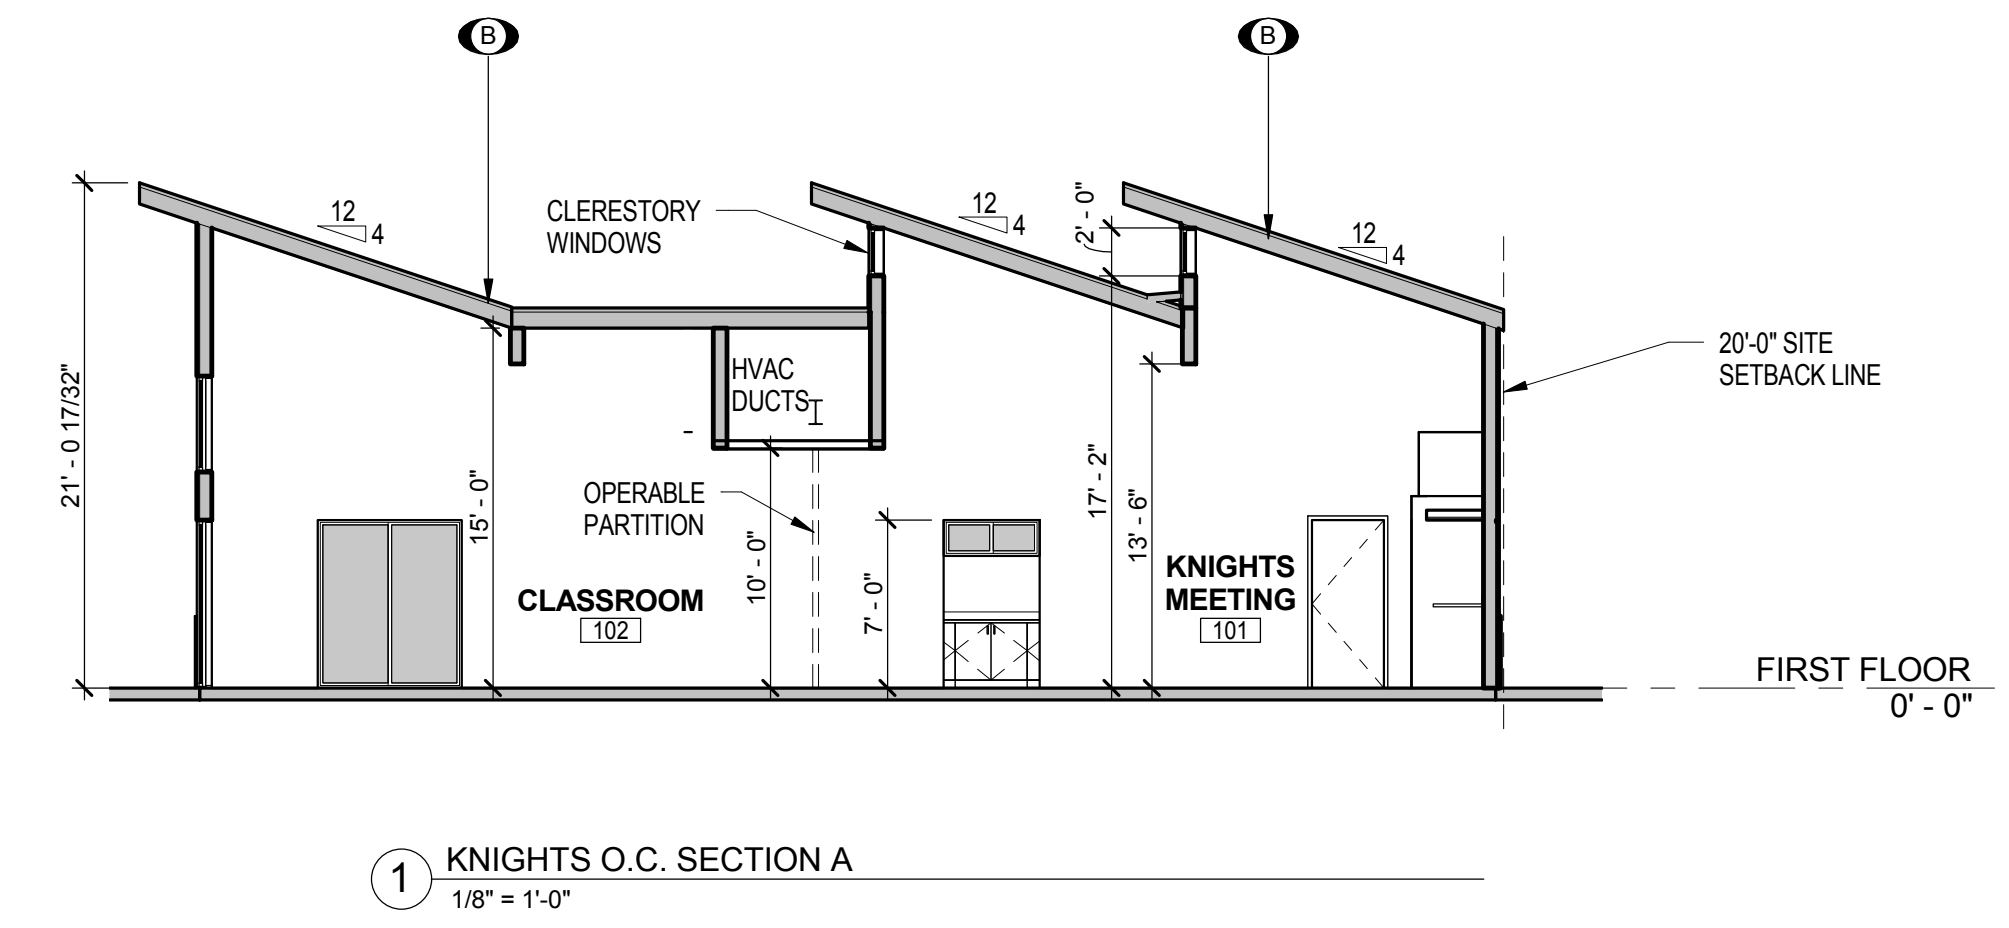 B
B
12
4
CLERESTORY
WINDOWS
12
4
2' - 0"
12
4
20'-0" SITE
SETBACK LINE
21' - 0 17/32"
HVAC
DUCTS
15' - 0"
OPERABLE
PARTITION
10' - 0"
7' - 0"
17' - 2"
13' - 6"
CLASSROOM
102
KNIGHTS
MEETING
101
FIRST FLOOR
0' - 0"
1
KNIGHTS O.C. SECTION A
1/8" = 1'-0"